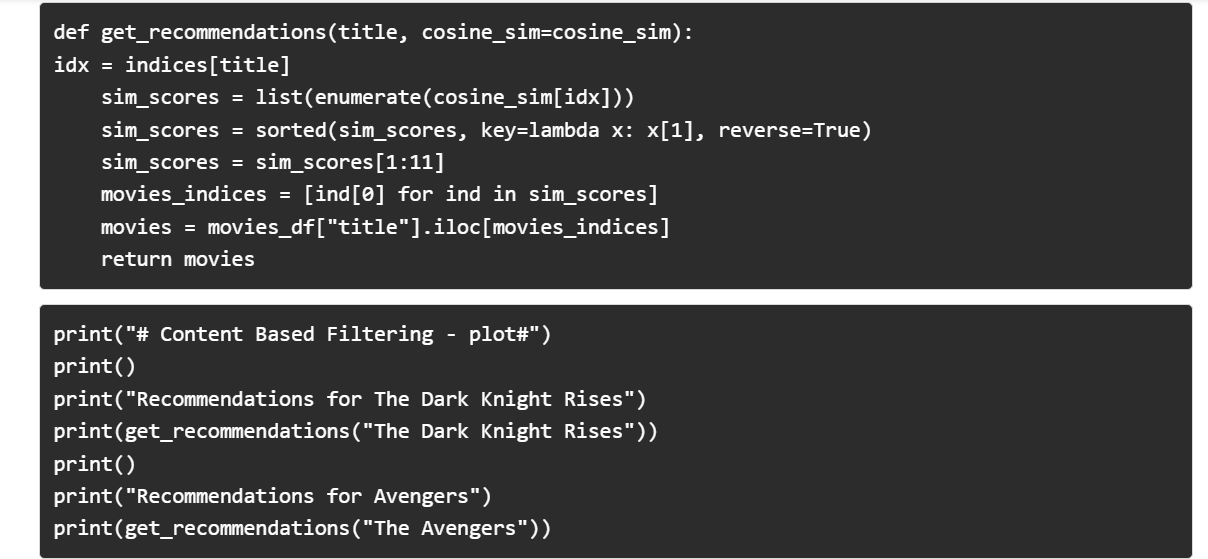 def get_recommendations(title, cosine_sim=cosine_sim):
idx = indices[title]
    sim_scores = list(enumerate(cosine_sim[idx]))
    sim_scores = sorted(sim_scores, key=lambda x: x[1], reverse=True)
    sim_scores = sim_scores[1:11]
    movies_indices = [ind[0] for ind in sim_scores]
    movies = movies_df["title"].iloc[movies_indices]
    return movies
print("# Content Based Filtering - plot#")
print()
print("Recommendations for The Dark Knight Rises")
print(get_recommendations("The Dark Knight Rises"))
print()
print("Recommendations for Avengers")
print(get_recommendations("The Avengers"))